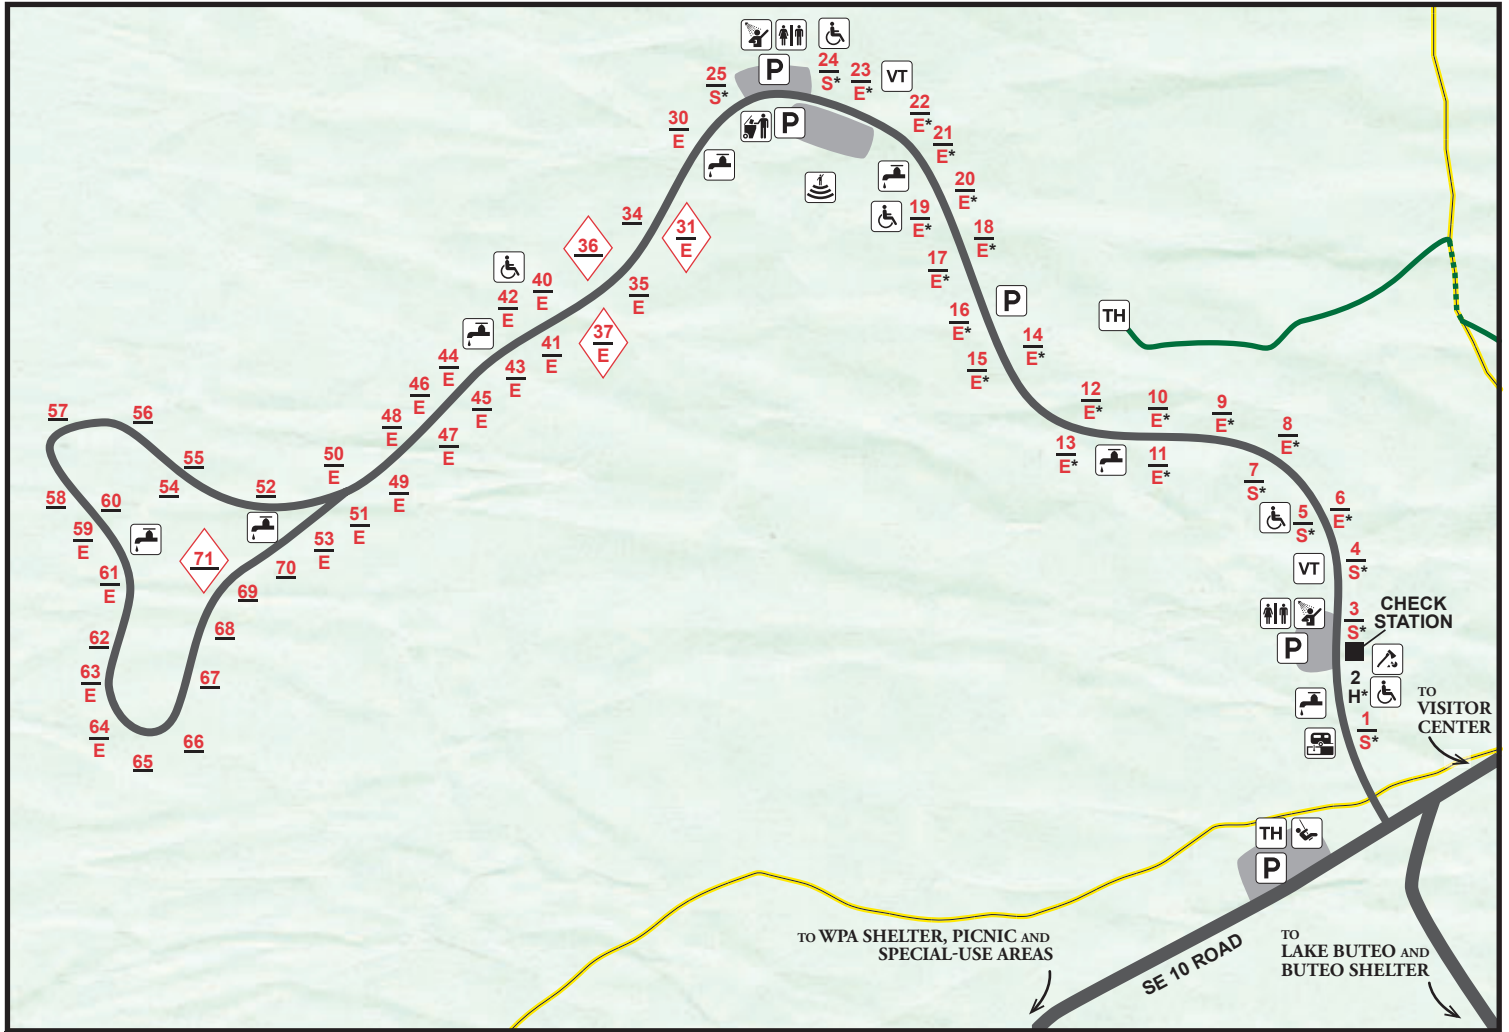 24
S*
23
E*
VT
25
S*
P
22
E*
30
E
P
21
E*
20
E*
34
31
E
19
E*
18
E*
36
17
E*
40
E
42
E
35
E
P
TH
16
E*
37
E
14
E*
41
E
44
E
43
E
15
E*
46
E
45
E
12
E*
10
E*
9
E*
57
56
48
E
47
E
13
E*
11
E*
8
E*
55
50
E
54
52
49
E
7
S*
58
60
51
E
5
S*
6
E*
59
E
53
E
71
4
S*
61
E
70
VT
69
62
68
3
S*
CHECK
STATION
P
63
E
67
2
H*
TO
VISITOR
CENTER
64
E
66
65
1
S*
TH
P
TO WPA SHELTER, PICNIC AND
SPECIAL-USE AREAS
SE 10 ROAD
TO
LAKE BUTEO AND
BUTEO SHELTER